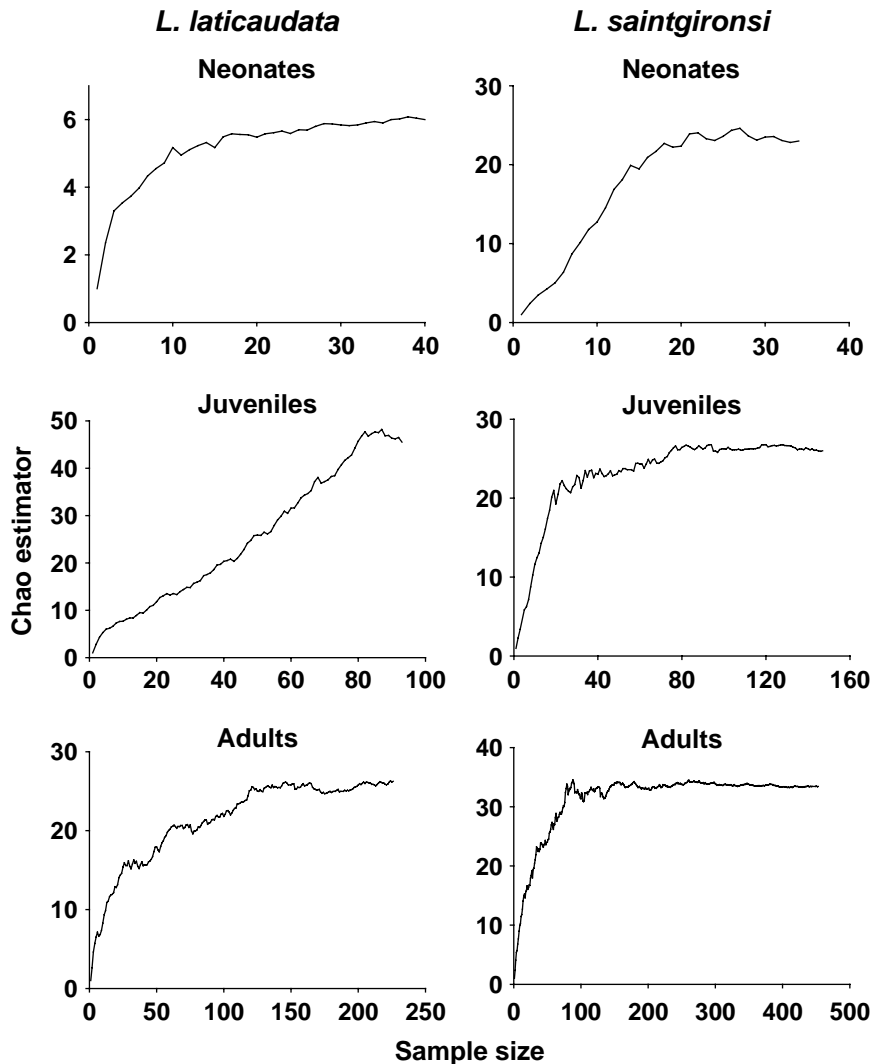 L. laticaudata
L. saintgironsi
Neonates
Neonates
6
4
2
0
0 10 20 30 40
30
20
10
0
0 10 20 30 40
Chao estimator
Juveniles
Juveniles
50
40
30
20
10
0
0 20 40 60 80 100
30
20
10
0
0 40 80 120 160
Adults
Adults
30
20
10
0
0 50 100 150 200 250
40
30
20
10
0
0 100 200 300 400 500
Sample size